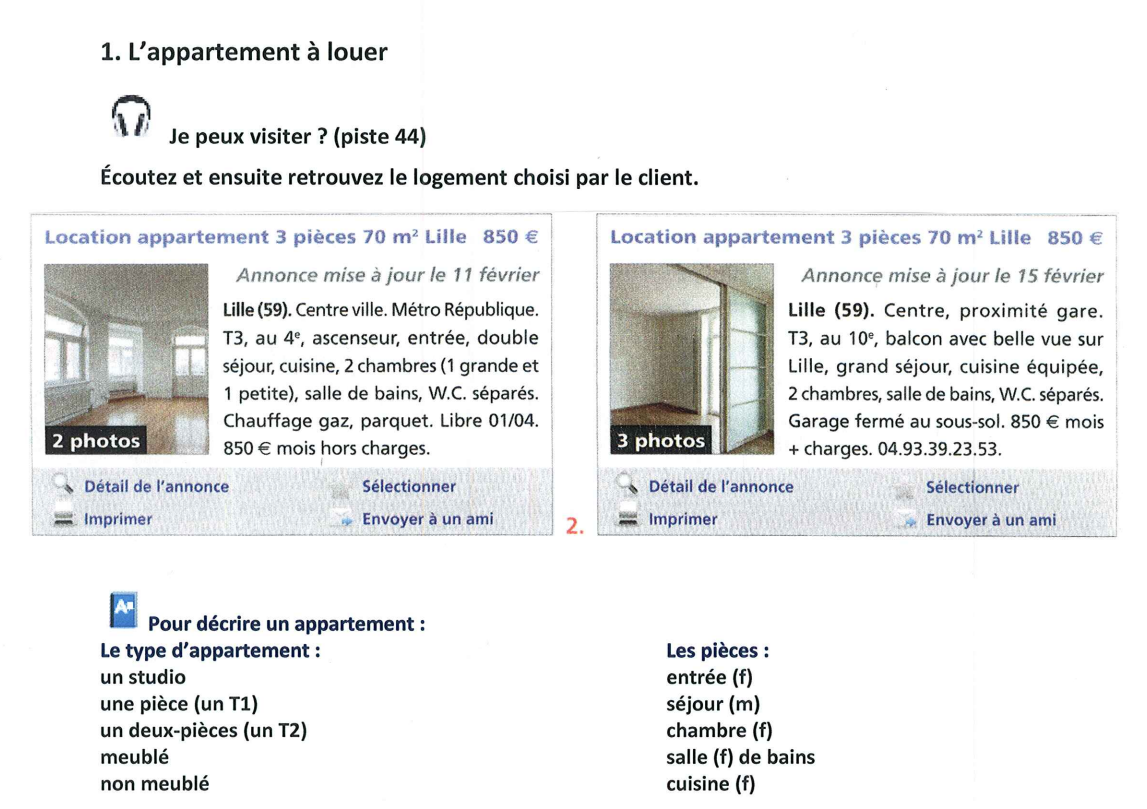 1. L’appartement à louer
Je peux visiter ? (piste 44)
Écoutez et ensuite retrouvez le logement choisi par le client.
Location appartement 3 pièces 70 m² Lille 850 €
Annonce mise à jour le 11 février
Lille (59). Centre ville. Métro République.
T3, au 4e, ascenseur, entrée, double
séjour, cuisine, 2 chambres (1 grande et
1 petite), salle de bains, W.C. séparés.
Chauffage gaz, parquet. Libre 01/04.
850 € mois hors charges.
2 photos
Détail de l’annonce
Sélectionner
Imprimer
Envoyer à un ami
2.
Location appartement 3 pièces 70 m² Lille 850 €
Annonce mise à jour le 15 février
Lille (59). Centre, proximité gare.
T3, au 10e, balcon avec belle vue sur
Lille, grand séjour, cuisine équipée,
2 chambres, salle de bains, W.C. séparés.
Garage fermé au sous-sol. 850 € mois
+ charges. 04.93.39.23.53.
3 photos
Détail de l’annonce
Sélectionner
Imprimer
Envoyer à un ami
Pour décrire un appartement :
Le type d’appartement :
un studio
une pièce (un T1)
un deux-pièces (un T2)
meublé
non meublé
Les pièces :
entrée (f)
séjour (m)
chambre (f)
salle (f) de bains
cuisine (f)